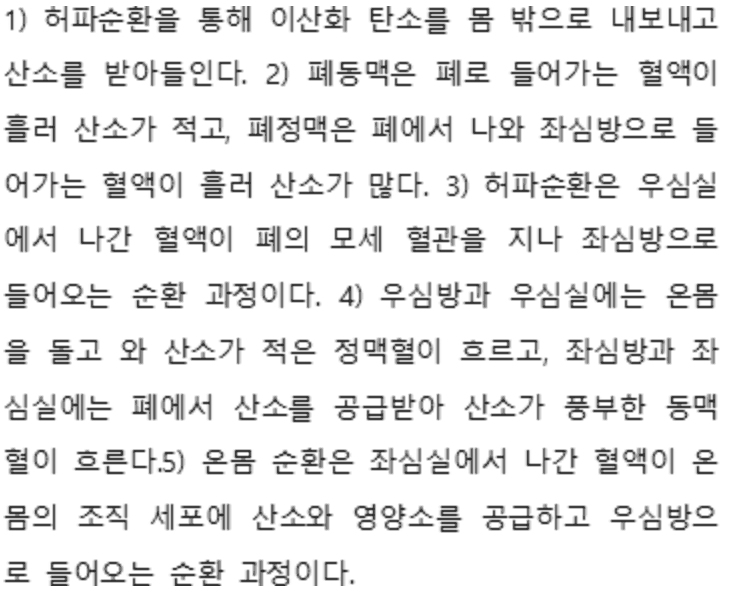 1) 허파순환을 통해 이산화 탄소를 몸 밖으로 내보내고
산소를 받아들인다. 2) 폐동맥은 폐로 들어가는 혈액이
흘러 산소가 적고, 폐정맥은 폐에서 나와 좌심방으로 들
어가는 혈액이 흘러 산소가 많다. 3) 허파순환은 우심실
에서 나간 혈액이 폐의 모세 혈관을 지나 좌심방으로
들어오는 순환 과정이다. 4) 우심방과 우심실에는 온몸
을 돌고 와 산소가 적은 정맥혈이 흐르고, 좌심방과 좌
심실에는 폐에서 산소를 공급받아 산소가 풍부한 동맥
혈이 흐른다.5) 온몸 순환은 좌심실에서 나간 혈액이 온
몸의 조직 세포에 산소와 영양소를 공급하고 우심방으
로 들어오는 순환 과정이다.